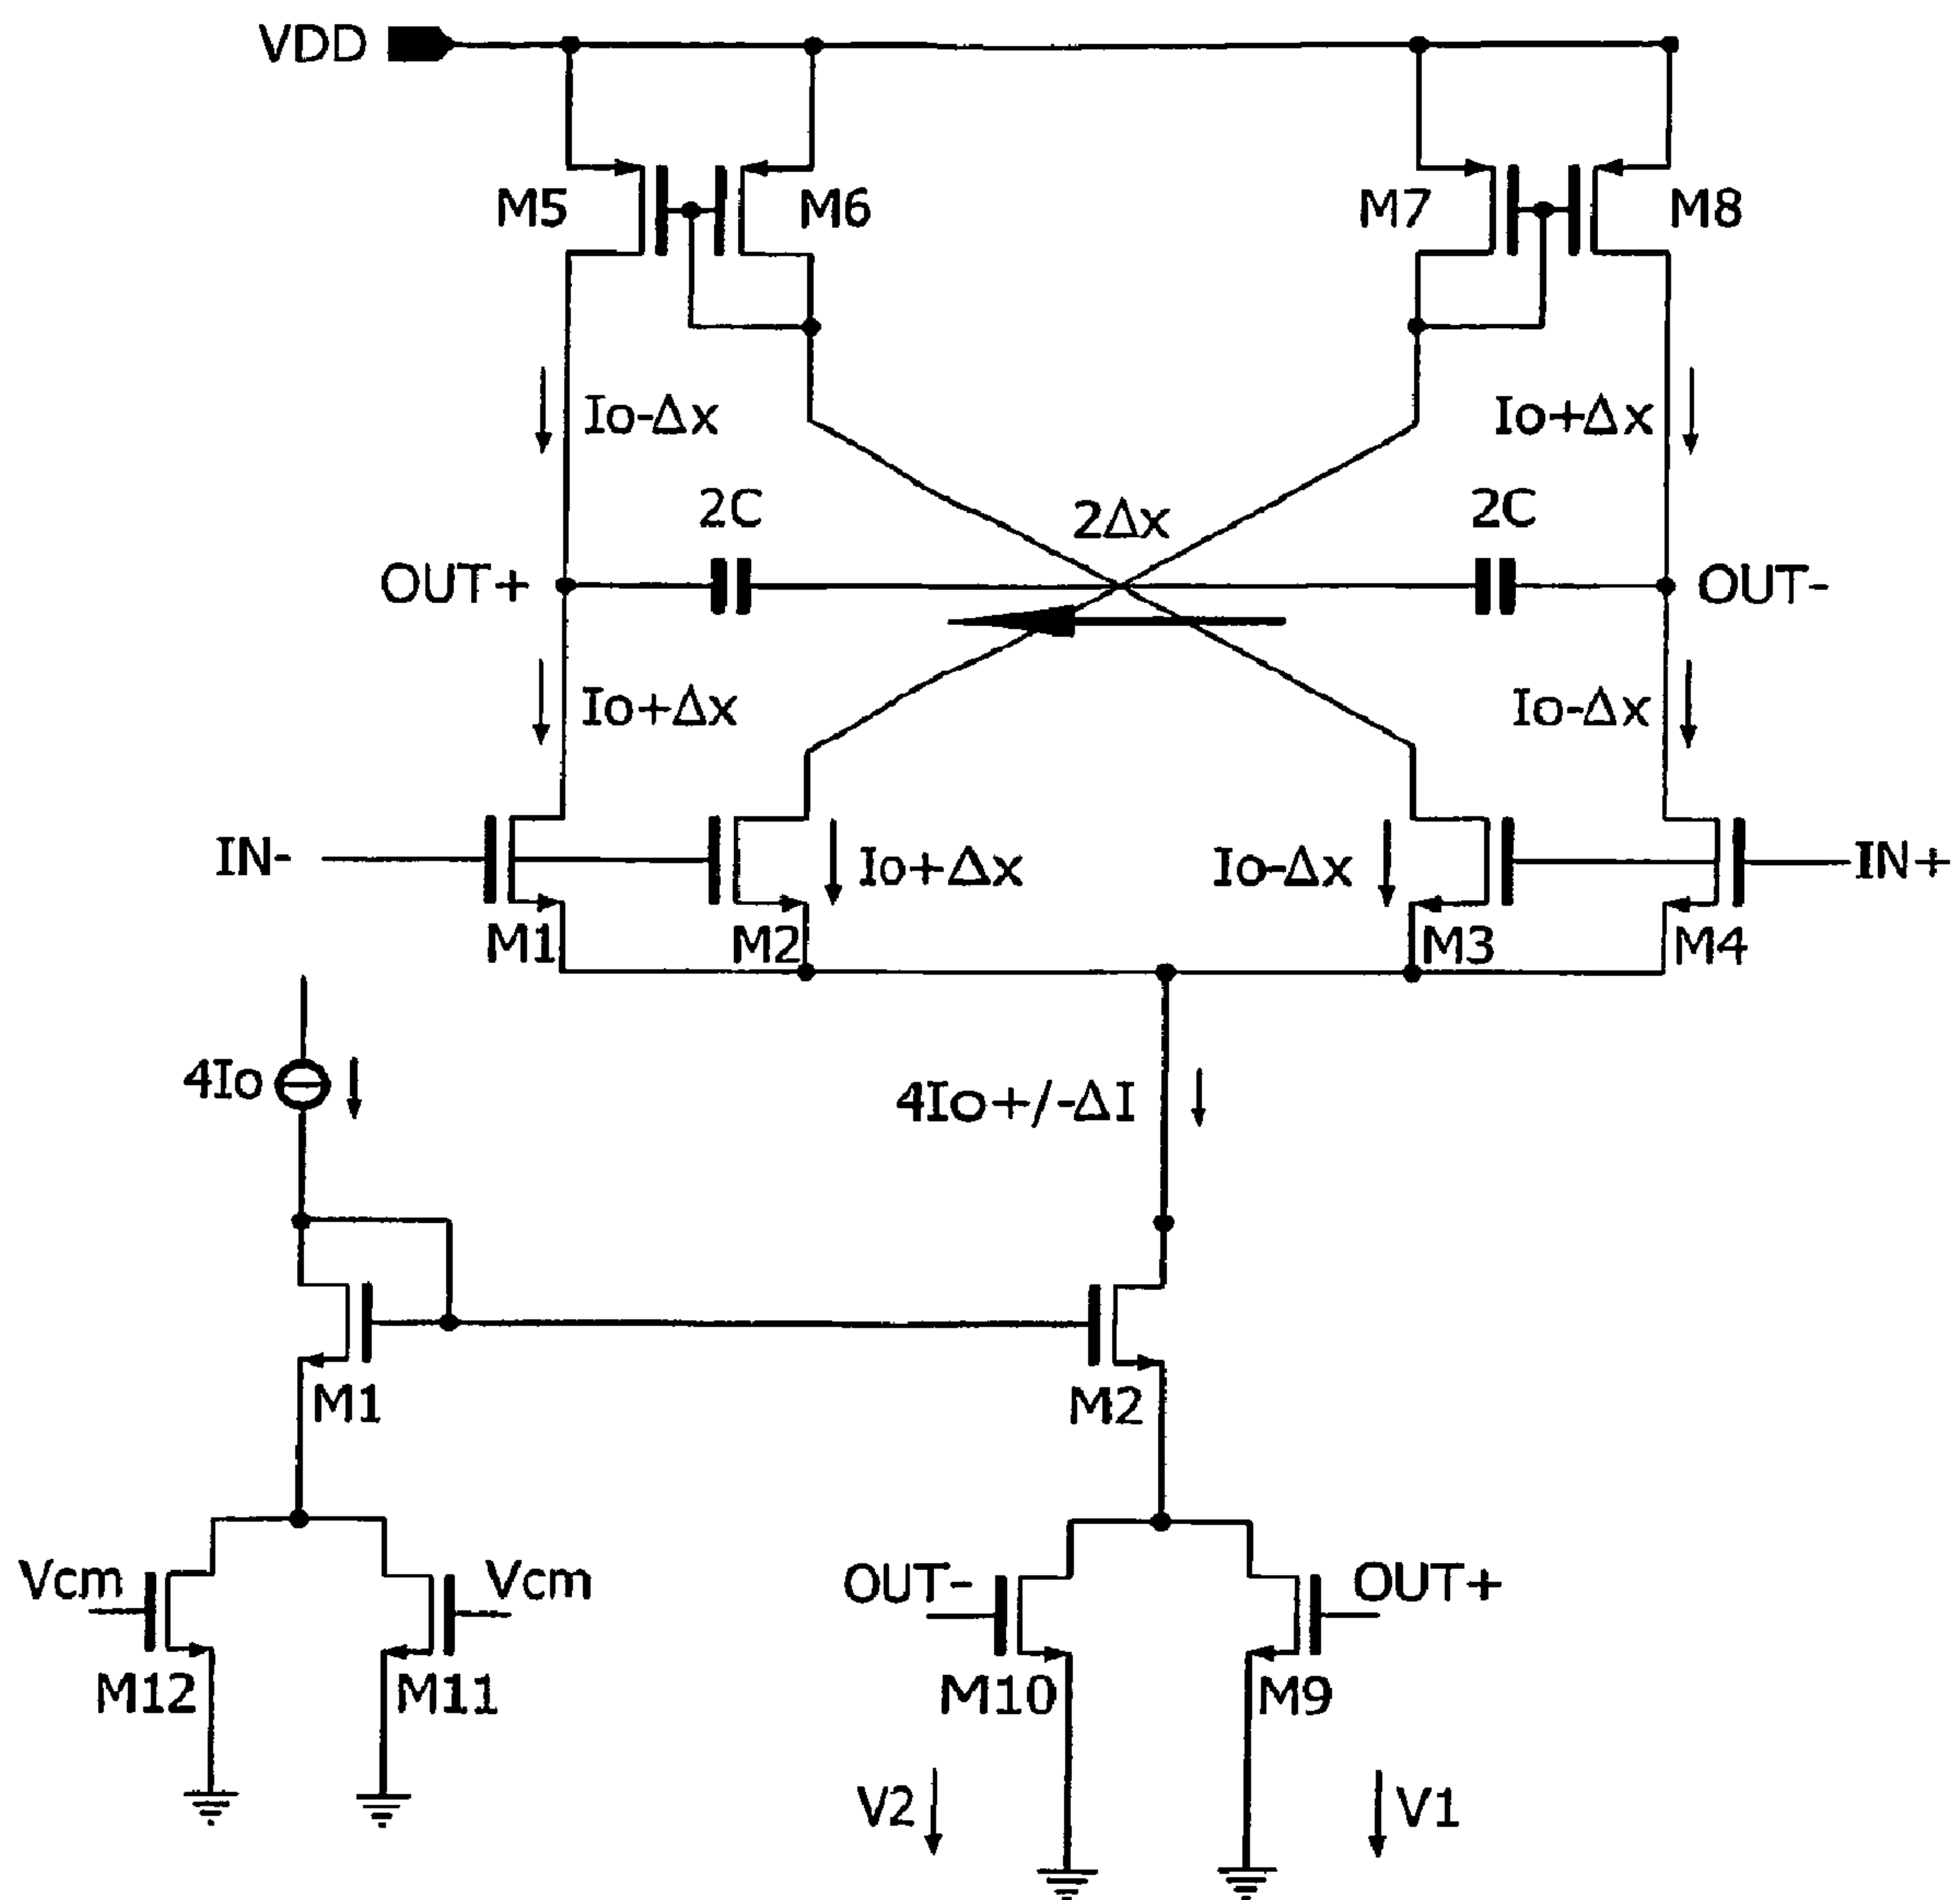 VDD
M5
M6
M7
M8
Io-Δx
Io+Δx
2C
2Δx
2C
OUT+
OUT-
Io+Δx
Io-Δx
IN-
Io+Δx
Io-Δx
IN+
M1
M2
M3
M4
4Io
4Io+/-ΔI
M1
M2
Vcm
Vcm
OUT-
OUT+
M12
M11
M10
M9
V2
V1